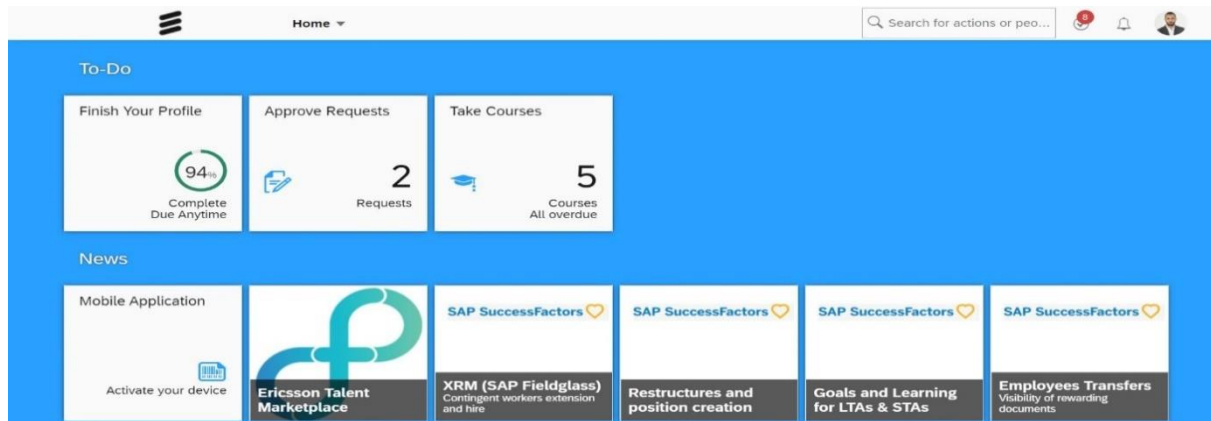 Home
Search for actions or peo...
8
To-Do
Finish Your Profile
94%
Complete
Due Anytime
Approve Requests
2
Requests
Take Courses
5
Courses
All overdue
News
Mobile Application
Activate your device
Ericsson Talent
Marketplace
SAP SuccessFactors
XRM (SAP Fieldglass)
Contingent workers extension
and hire
SAP SuccessFactors
Restructures and
position creation
SAP SuccessFactors
Goals and Learning
for LTAs & STAs
SAP SuccessFactors
Employees Transfers
Visibility of rewarding
documents